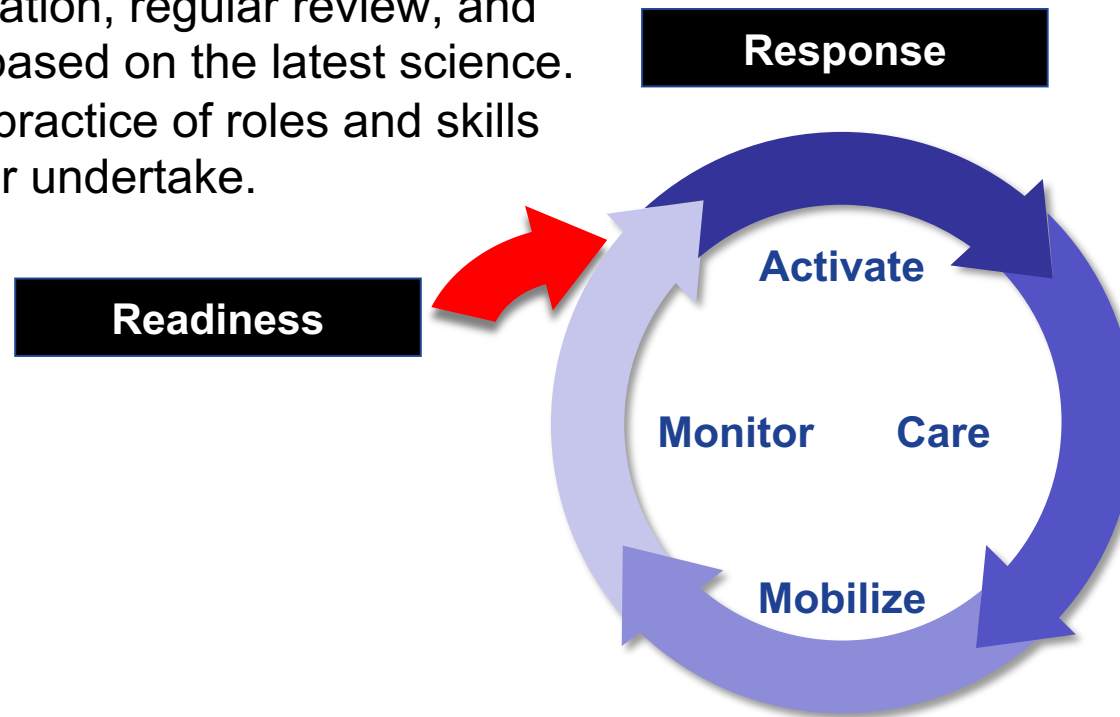 ation, regular review, and
based on the latest science.
practice of roles and skills
r undertake.
Response
Readiness
Activate
Monitor Care
Mobilize